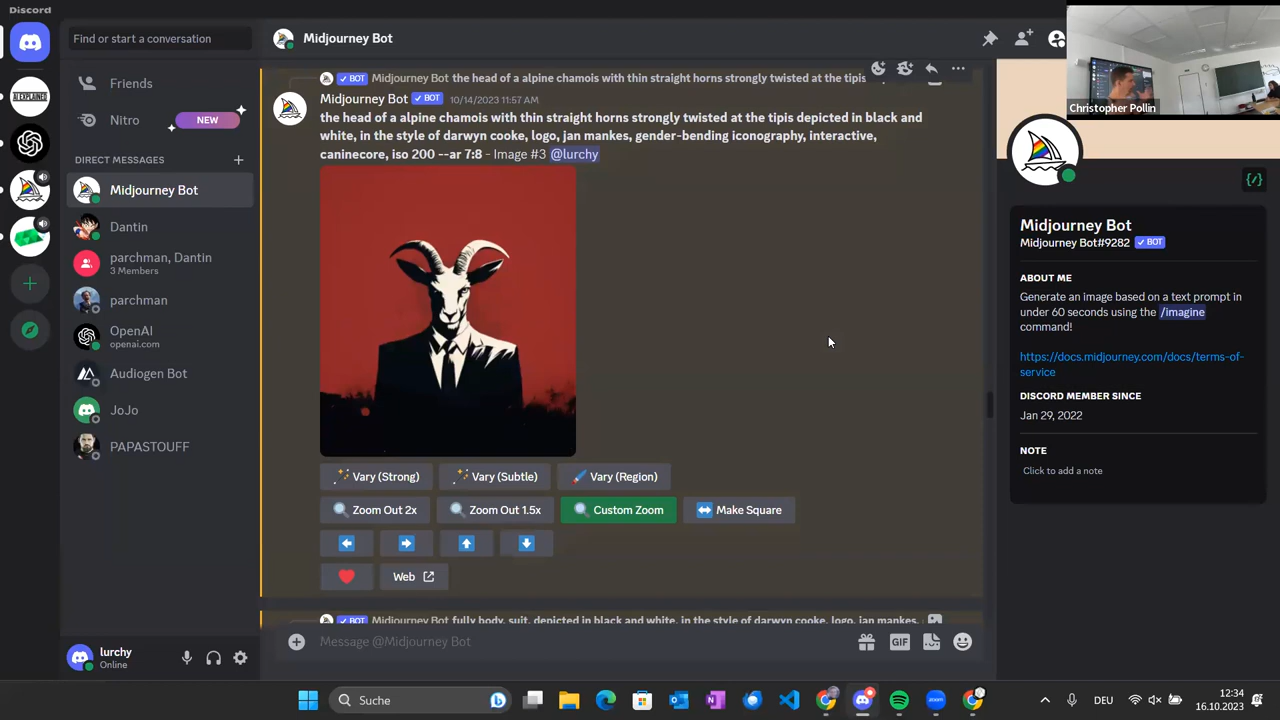 Discord
Find or start a conversation
Midjourney Bot
Christopher Pollin
AI EXPLAINED
Friends
Nitro
NEW
DIRECT MESSAGES
Midjourney Bot
Dantin
parchman, Dantin
3 Members
parchman
OpenAI
openai.com
Audiogen Bot
JoJo
PAPASTOUFF
lurchy
Online
BOT Midjourney Bot the head of a alpine chamois with thin straight horns strongly twisted at the tipis
Midjourney Bot BOT 10/14/2023 11:57 AM
the head of a alpine chamois with thin straight horns strongly twisted at the tipis depicted in black and
white, in the style of darwyn cooke, logo, jan mankes, gender-bending iconography, interactive,
caninecore, iso 200 --ar 7:8 - Image #3 @lurchy
Vary (Strong)
Vary (Subtle)
Vary (Region)
Zoom Out 2x
Zoom Out 1.5x
Custom Zoom
Make Square
Web
BOT Midjourney Bot fully body, suit, depicted in black and white, in the style of darwyn cooke, logo, jan mankes,
Message @Midjourney Bot
GIF
Midjourney Bot
Midjourney Bot#9282 BOT
ABOUT ME
Generate an image based on a text prompt in
under 60 seconds using the /imagine
command!
https://docs.midjourney.com/docs/terms-of-
service
DISCORD MEMBER SINCE
Jan 29, 2022
NOTE
Click to add a note
Suche
zoom
DEU
12:34
16.10.2023